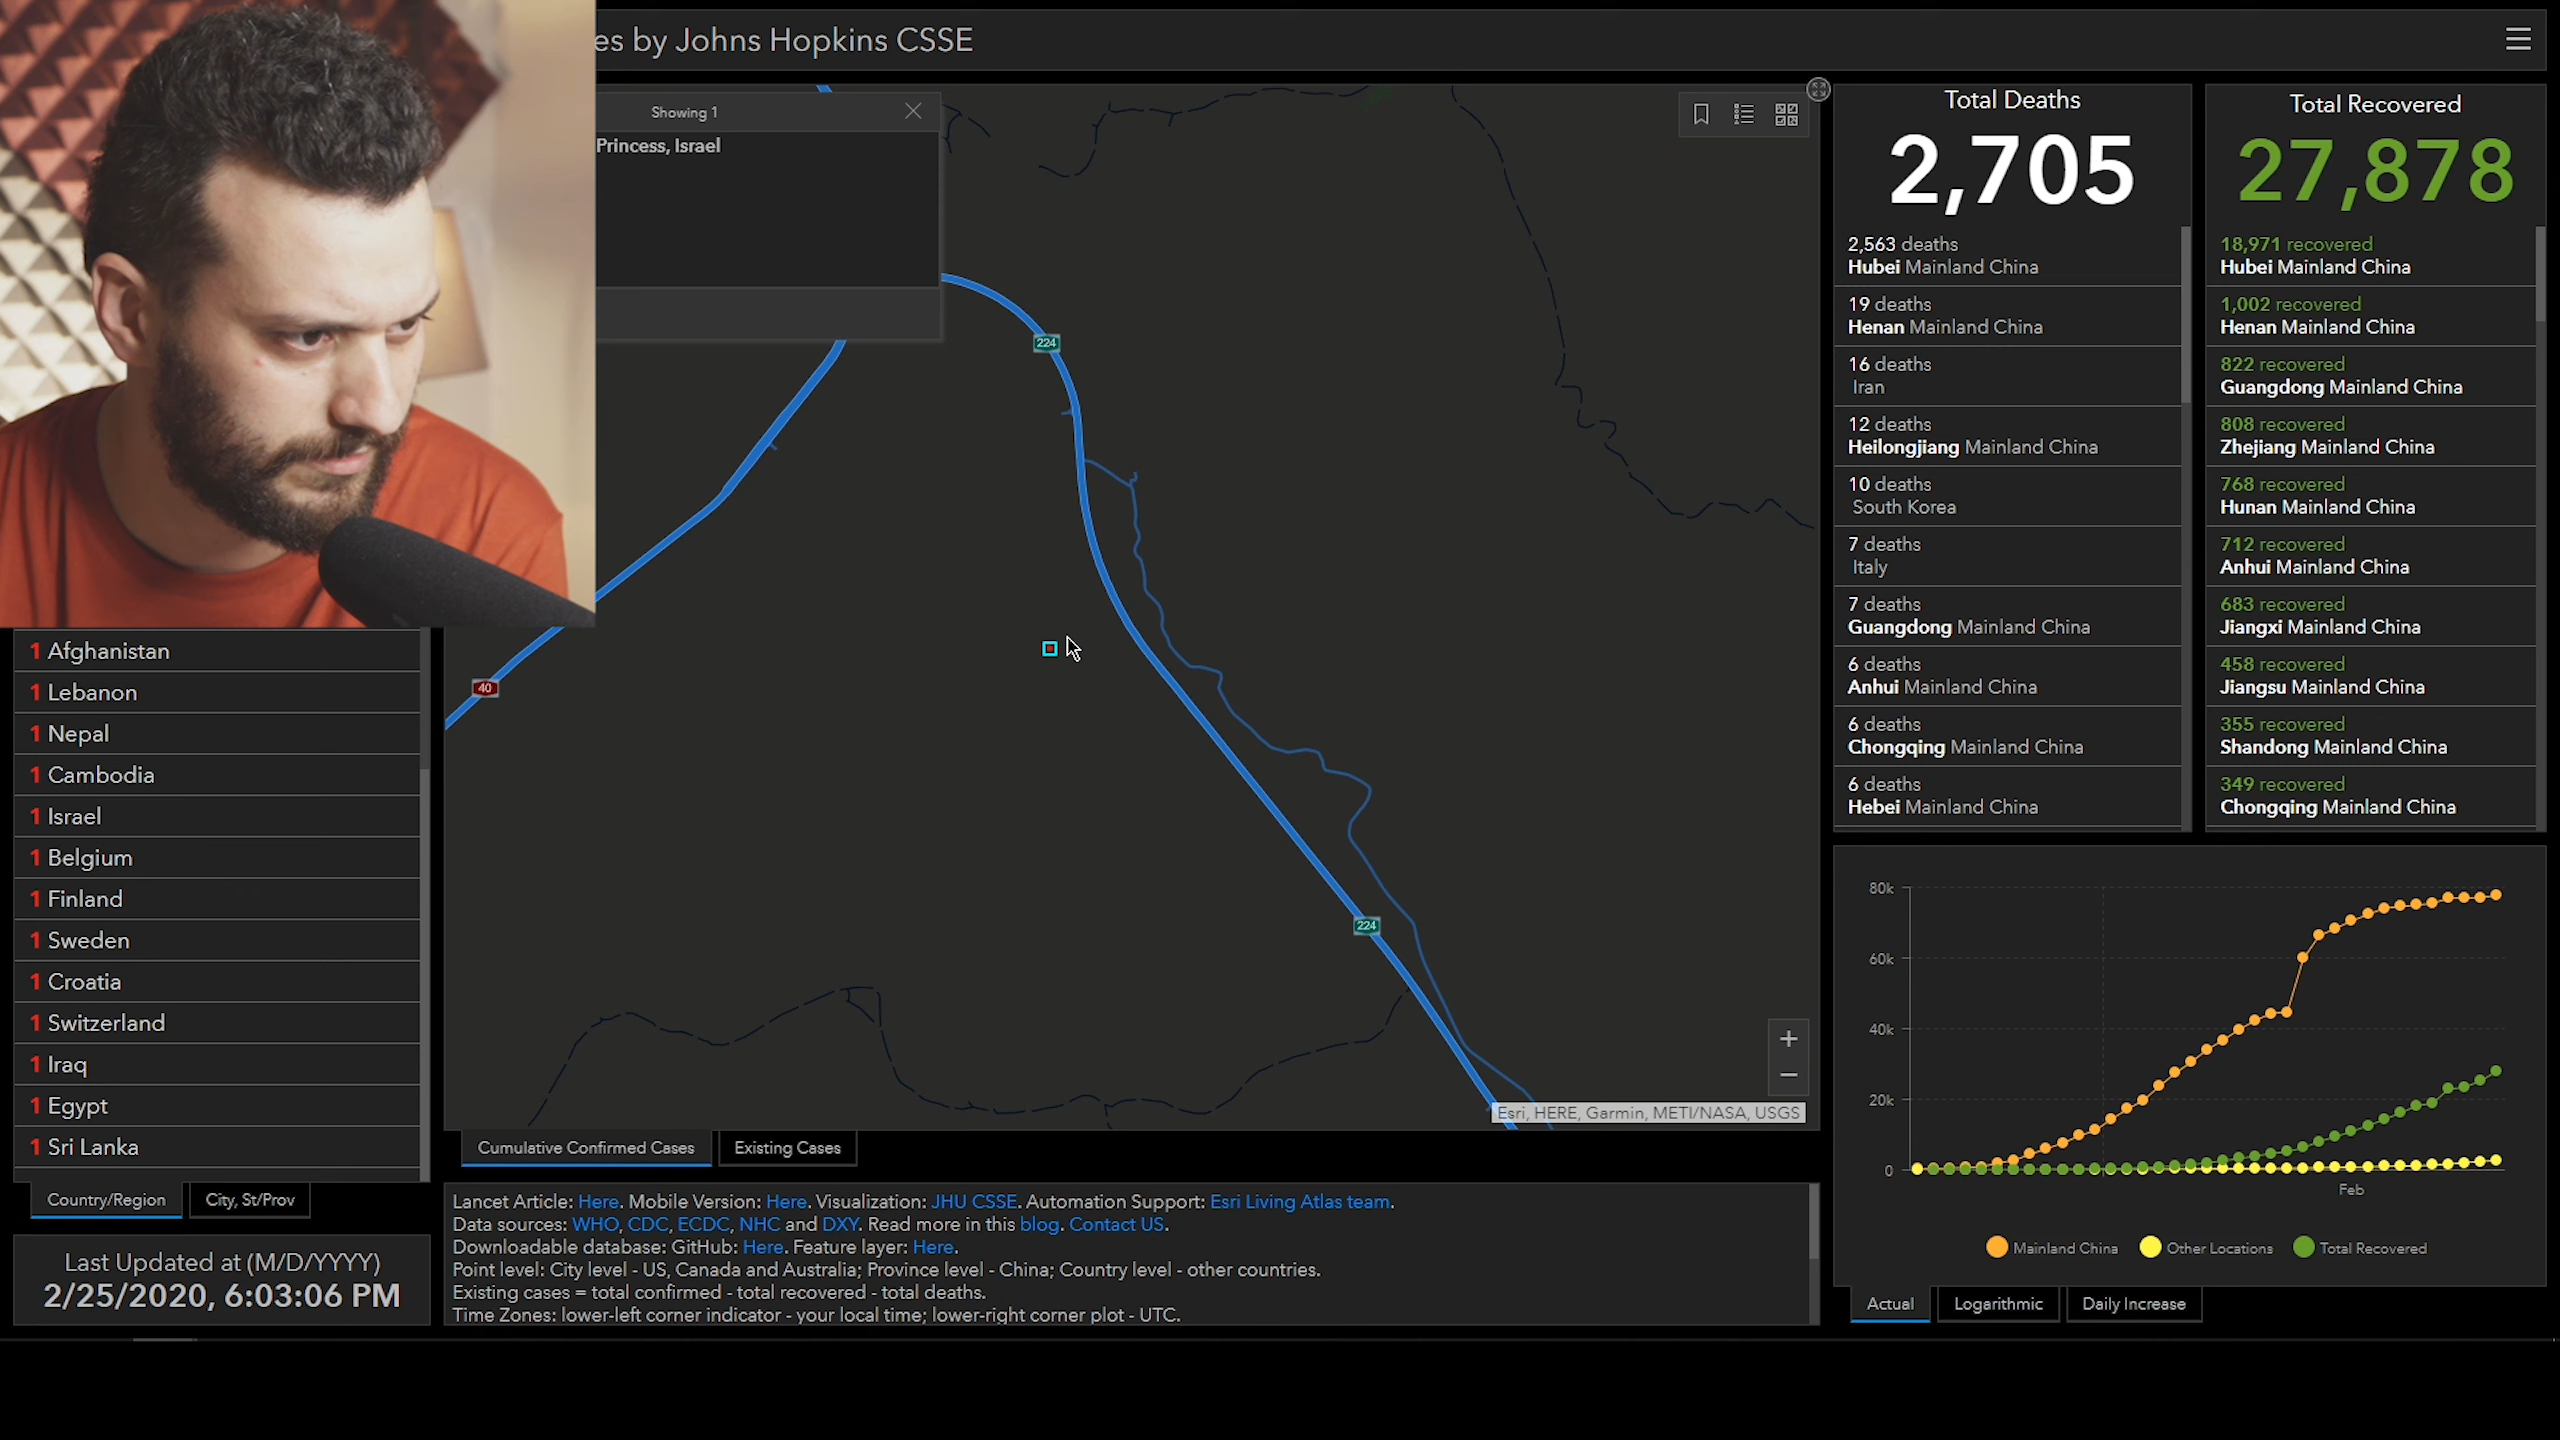 es by Johns Hopkins CSSE
Showing 1
Princess, Israel
224
40
224
Esri, HERE, Garmin, METI/NASA, USGS
+
−
1 Afghanistan
1 Lebanon
1 Nepal
1 Cambodia
1 Israel
1 Belgium
1 Finland
1 Sweden
1 Croatia
1 Switzerland
1 Iraq
1 Egypt
1 Sri Lanka
Country/Region
City, St/Prov
Last Updated at (M/D/YYYY)
2/25/2020, 6:03:06 PM
Cumulative Confirmed Cases
Existing Cases
Lancet Article: Here. Mobile Version: Here. Visualization: JHU CSSE. Automation Support: Esri Living Atlas team.
Data sources: WHO, CDC, ECDC, NHC and DXY. Read more in this blog. Contact US.
Downloadable database: GitHub: Here. Feature layer: Here.
Point level: City level - US, Canada and Australia; Province level - China; Country level - other countries.
Existing cases = total confirmed - total recovered - total deaths.
Time Zones: lower-left corner indicator - your local time; lower-right corner plot - UTC.
Total Deaths
2,705
2,563 deaths
Hubei Mainland China
19 deaths
Henan Mainland China
16 deaths
Iran
12 deaths
Heilongjiang Mainland China
10 deaths
South Korea
7 deaths
Italy
7 deaths
Guangdong Mainland China
6 deaths
Anhui Mainland China
6 deaths
Chongqing Mainland China
6 deaths
Hebei Mainland China
Total Recovered
27,878
18,971 recovered
Hubei Mainland China
1,002 recovered
Henan Mainland China
822 recovered
Guangdong Mainland China
808 recovered
Zhejiang Mainland China
768 recovered
Hunan Mainland China
712 recovered
Anhui Mainland China
683 recovered
Jiangxi Mainland China
458 recovered
Jiangsu Mainland China
355 recovered
Shandong Mainland China
349 recovered
Chongqing Mainland China
80k
60k
40k
20k
0
Feb
Mainland China
Other Locations
Total Recovered
Actual
Logarithmic
Daily Increase